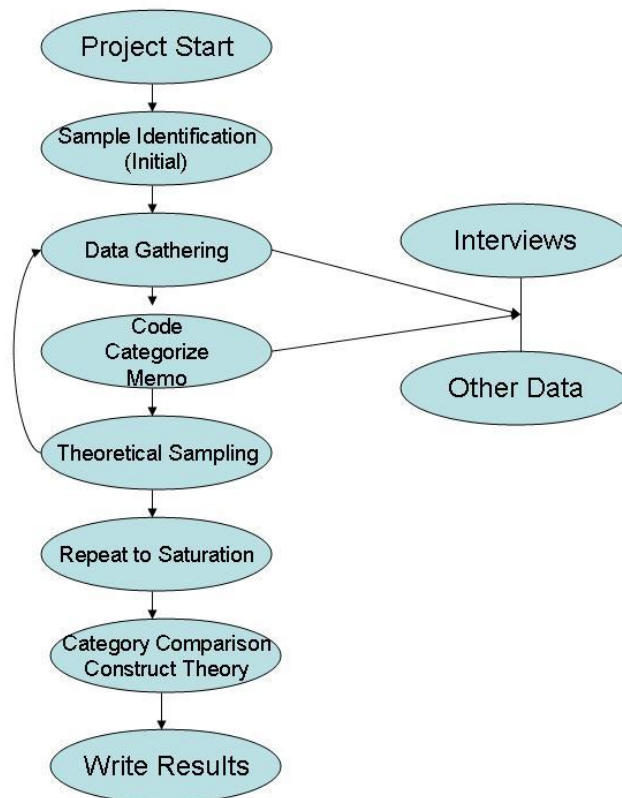 Project Start
Sample Identification
(Initial)
Data Gathering
Interviews
Code
Categorize
Memo
Other Data
Theoretical Sampling
Repeat to Saturation
Category Comparison
Construct Theory
Write Results